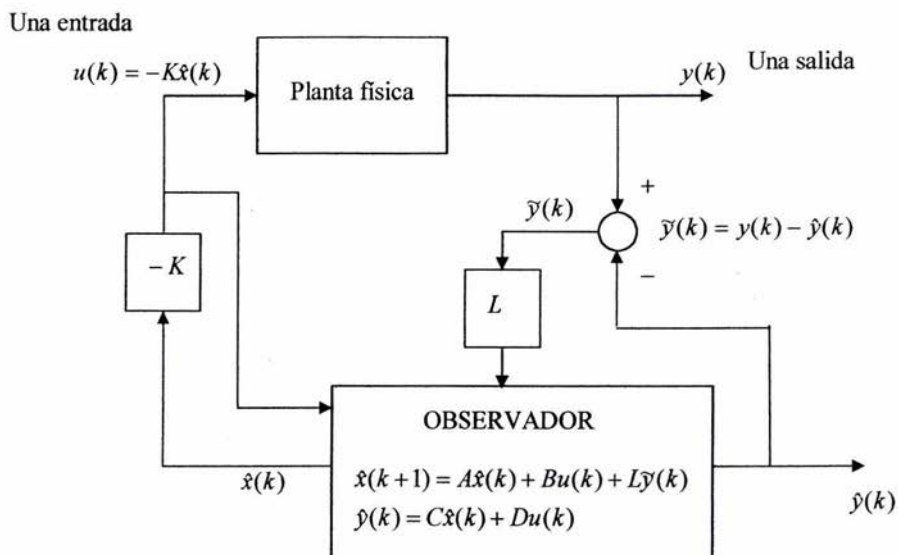 Una entrada
u(k) = −Kx̂(k)
Planta física
y(k)
Una salida
+
ỹ(k)
ỹ(k) = y(k) − ŷ(k)
−
−K
L
OBSERVADOR
x̂(k)
x̂(k+1) = Ax̂(k) + Bu(k) + Lỹ(k)
ŷ(k) = Cx̂(k) + Du(k)
ŷ(k)